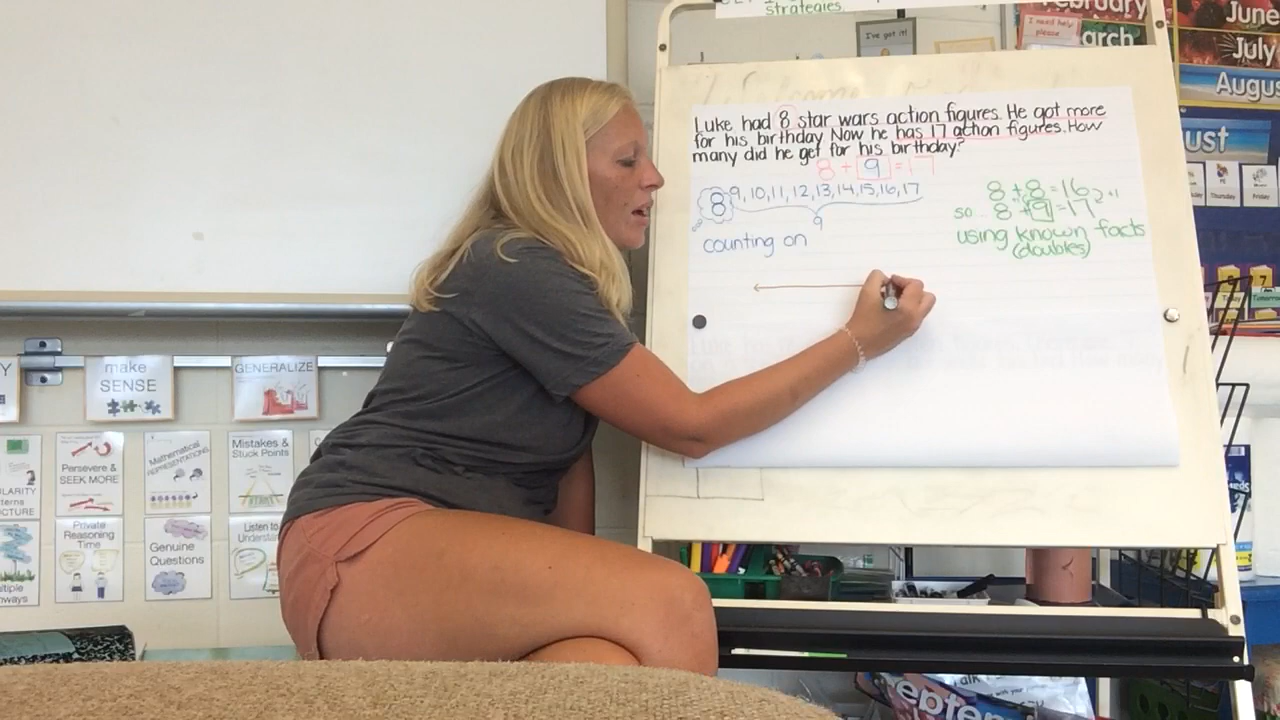 strategies.
I've got it!
I need help please
February
March
June
July
August
Luke had 8 star wars action figures. He got more
for his birthday Now he has 17 action figures. How
many did he get for his birthday?
8 + 9 = 17
8 9, 10, 11, 12, 13, 14, 15, 16, 17
9
counting on
8 + 8 = 16
so 8 + 9 = 17
+1
using known facts
(doubles)
make
SENSE
GENERALIZE
Persevere &
SEEK MORE
Mathematical
REPRESENTATIONS
Mistakes &
Stuck Points
Private
Reasoning
Time
Genuine
Questions
Listen to
Understand
Today